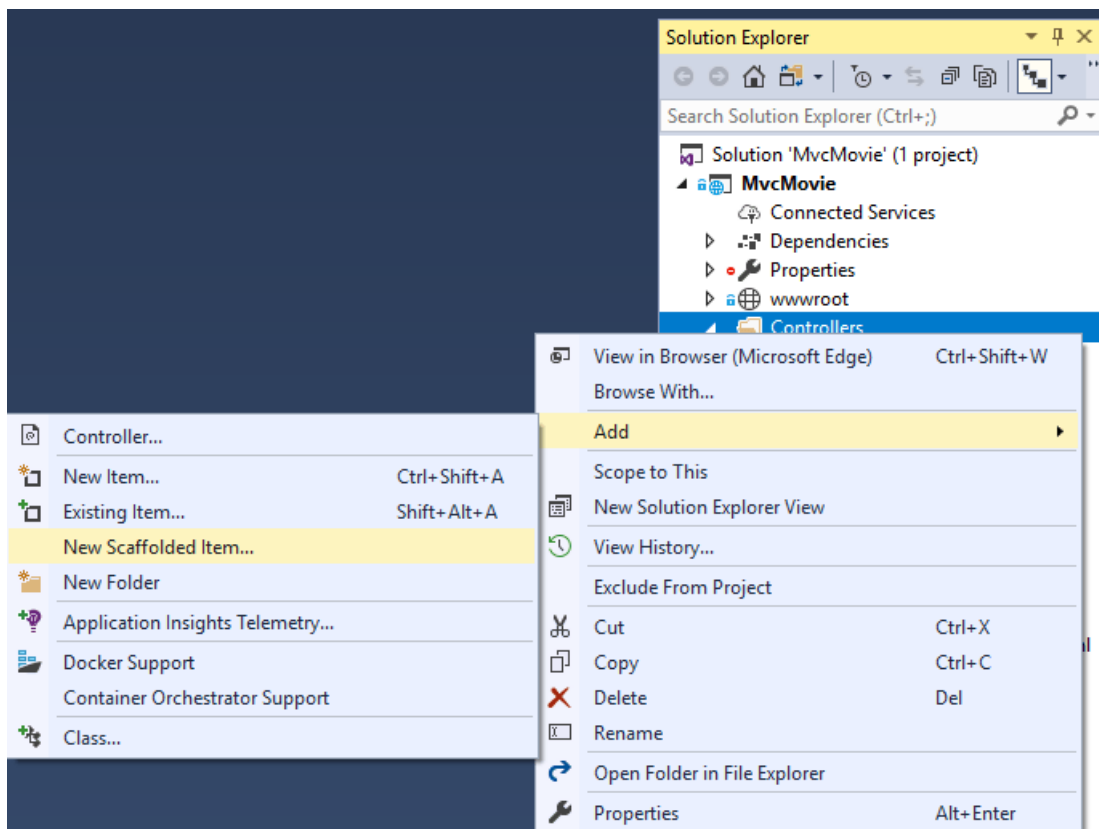 Solution Explorer
Search Solution Explorer (Ctrl+;)
Solution 'MvcMovie' (1 project)
MvcMovie
Connected Services
Dependencies
Properties
wwwroot
Controllers
View in Browser (Microsoft Edge) Ctrl+Shift+W
Browse With...
Add
Scope to This
New Solution Explorer View
View History...
Exclude From Project
Cut Ctrl+X
Copy Ctrl+C
Delete Del
Rename
Open Folder in File Explorer
Properties Alt+Enter
Controller...
New Item... Ctrl+Shift+A
Existing Item... Shift+Alt+A
New Scaffolded Item...
New Folder
Application Insights Telemetry...
Docker Support
Container Orchestrator Support
Class...